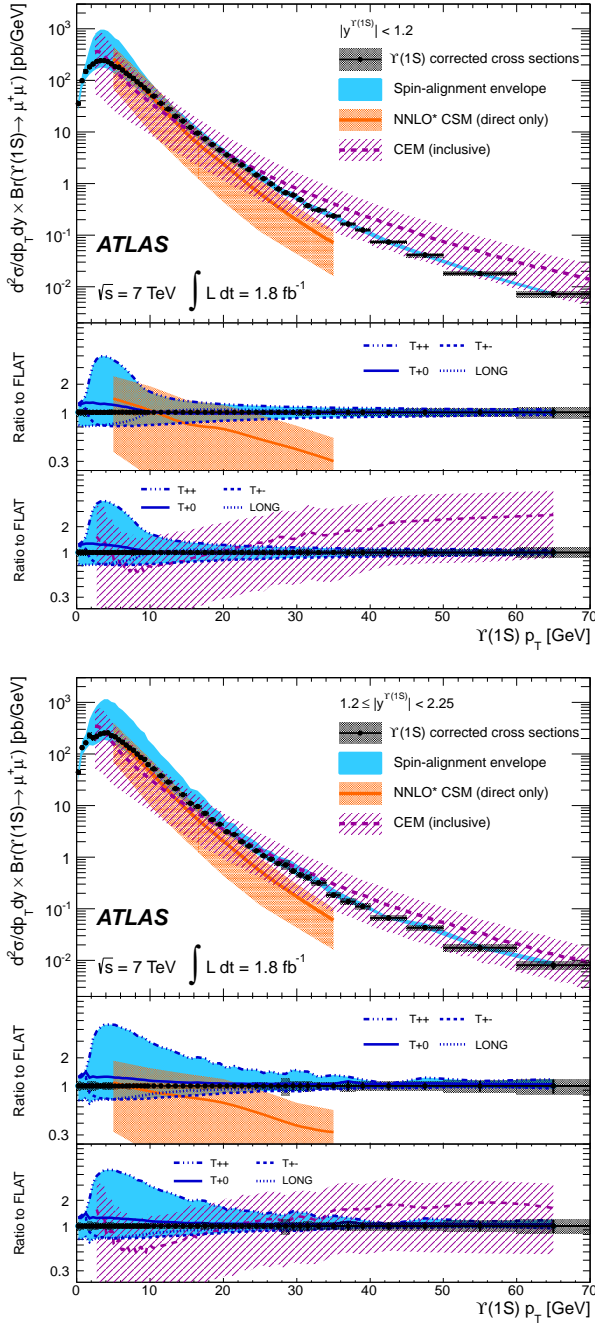 d²σ/dp_T dy × Br(ϒ(1S)→ μ⁺μ⁻) [pb/GeV]
10³
10²
10
1
10⁻¹
10⁻²
|y^ϒ(1S)| < 1.2
ϒ(1S) corrected cross sections
Spin-alignment envelope
NNLO* CSM (direct only)
CEM (inclusive)
ATLAS
√s = 7 TeV ∫ L dt = 1.8 fb⁻¹
Ratio to FLAT
2
1
0.3
T++ T+-
T+0 LONG
Ratio to FLAT
2
1
0.3
T++ T+-
T+0 LONG
0 10 20 30 40 50 60 70
ϒ(1S) p_T [GeV]
d²σ/dp_T dy × Br(ϒ(1S)→ μ⁺μ⁻) [pb/GeV]
10³
10²
10
1
10⁻¹
10⁻²
1.2 ≤ |y^ϒ(1S)| < 2.25
ϒ(1S) corrected cross sections
Spin-alignment envelope
NNLO* CSM (direct only)
CEM (inclusive)
ATLAS
√s = 7 TeV ∫ L dt = 1.8 fb⁻¹
Ratio to FLAT
2
1
0.3
T++ T+-
T+0 LONG
Ratio to FLAT
2
1
0.3
T++ T+-
T+0 LONG
0 10 20 30 40 50 60 70
ϒ(1S) p_T [GeV]